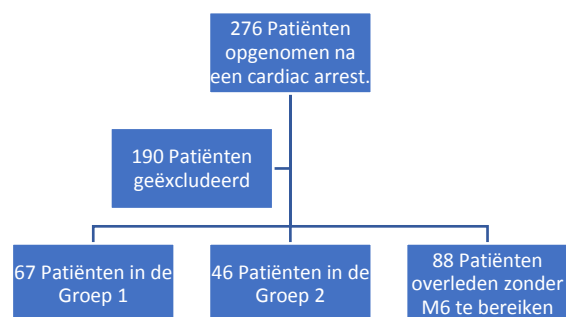 276 Patiënten
opgenomen na
een cardiac arrest.
190 Patiënten
geëxcludeerd
67 Patiënten in de
Groep 1
46 Patiënten in de
Groep 2
88 Patiënten
overleden zonder
M6 te bereiken